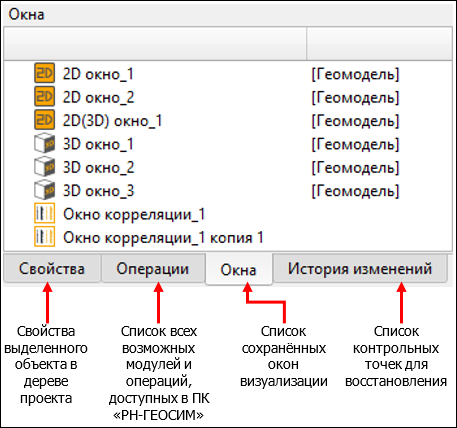 Окна
2D окно_1 [Геомодель]
2D окно_2 [Геомодель]
2D(3D) окно_1 [Геомодель]
3D окно_1 [Геомодель]
3D окно_2 [Геомодель]
3D окно_3 [Геомодель]
Окно корреляции_1
Окно корреляции_1 копия 1
Свойства Операции Окна История изменений
Свойства
выделенного
объекта в
дереве
проекта
Список всех
возможных
модулей и
операций,
доступных в ПК
«РН-ГЕОСИМ»
Список
сохранённых
окон
визуализации
Список
контрольных
точек для
восстановления